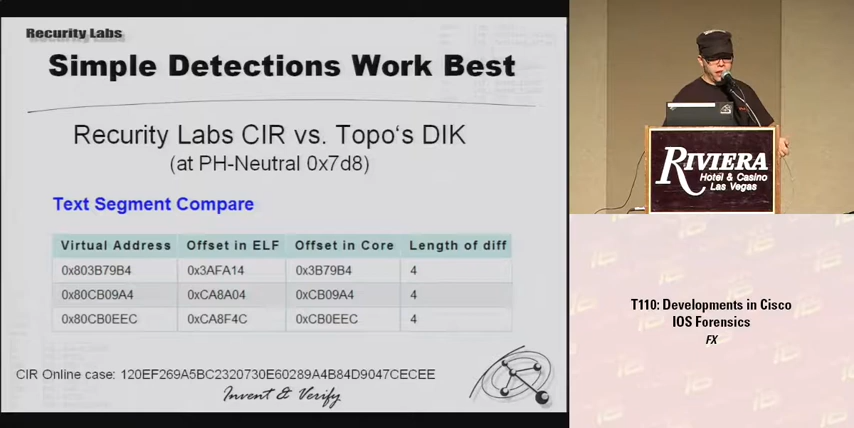 Recurity Labs
Simple Detections Work Best
Recurity Labs CIR vs. Topo‘s DIK
(at PH-Neutral 0x7d8)
Text Segment Compare
Virtual Address Offset in ELF Offset in Core Length of diff
0x803B79B4 0x3AFA14 0x3B79B4 4
0x80CB09A4 0xCA8A04 0xCB09A4 4
0x80CB0EEC 0xCA8F4C 0xCB0EEC 4
CIR Online case: 120EF269A5BC2320730E60289A4B84D9047CECEE
Invent & Verify
RIVIERA
Hotel & Casino
Las Vegas
T110: Developments in Cisco
IOS Forensics
FX